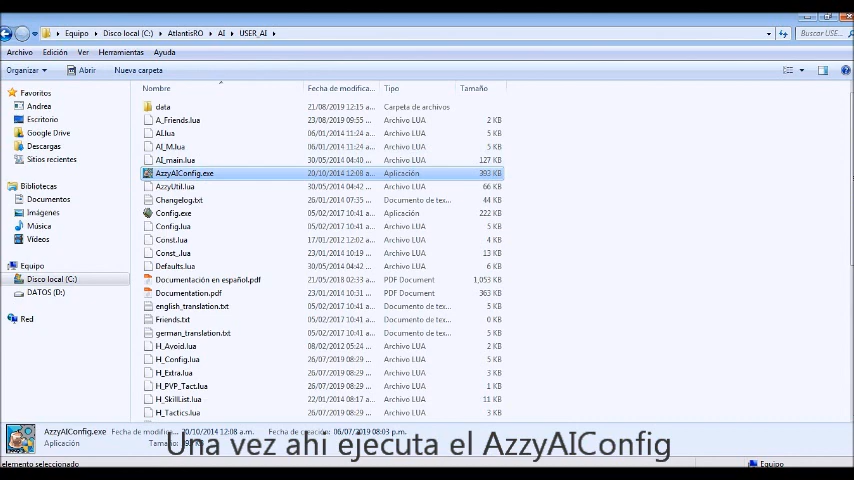 Equipo ▸ Disco local (C:) ▸ AtlantisRO ▸ AI ▸ USER_AI ▸
Buscar USE...
Archivo Edición Ver Herramientas Ayuda
Organizar Abrir Nueva carpeta
Nombre Fecha de modifica... Tipo Tamaño
Favoritos
Andrea
Escritorio
Google Drive
Descargas
Sitios recientes
Bibliotecas
Documentos
Imágenes
Música
Vídeos
Equipo
Disco local (C:)
DATOS (D:)
Red
data 21/08/2019 12:15 a... Carpeta de archivos
A_Friends.lua 23/08/2019 09:55 ... Archivo LUA 2 KB
AI.lua 06/01/2014 11:24 a... Archivo LUA 5 KB
AI_M.lua 06/01/2014 11:24 a... Archivo LUA 5 KB
AI_main.lua 30/05/2014 04:40 ... Archivo LUA 127 KB
AzzyAIConfig.exe 20/10/2014 12:08 a... Aplicación 393 KB
AzzyUtil.lua 30/05/2014 04:42 ... Archivo LUA 66 KB
Changelog.txt 26/01/2014 07:35 ... Documento de tex... 44 KB
Config.exe 05/02/2017 10:41 a... Aplicación 222 KB
Config.lua 05/02/2017 10:41 a... Archivo LUA 5 KB
Const.lua 17/01/2012 12:02 a... Archivo LUA 4 KB
Const_.lua 23/01/2014 10:19 ... Archivo LUA 13 KB
Defaults.lua 30/05/2014 04:42 ... Archivo LUA 6 KB
Documentación en español.pdf 21/05/2018 02:33 a... PDF Document 1,053 KB
Documentation.pdf 23/01/2014 10:31 ... PDF Document 363 KB
english_translation.txt 05/02/2017 10:41 a... Documento de tex... 5 KB
Friends.txt 05/02/2017 10:41 a... Documento de tex... 0 KB
german_translation.txt 05/02/2017 10:41 a... Documento de tex... 5 KB
H_Avoid.lua 08/02/2012 05:24 ... Archivo LUA 2 KB
H_Config.lua 26/07/2019 08:29 ... Archivo LUA 5 KB
H_Extra.lua 26/07/2019 08:29 ... Archivo LUA 2 KB
H_PVP_Tact.lua 26/07/2019 08:29 ... Archivo LUA 1 KB
H_SkillList.lua 22/01/2014 08:17 ... Archivo LUA 11 KB
H_Tactics.lua 26/07/2019 08:29 ... Archivo LUA 2 KB
AzzyAIConfig.exe Fecha de modific... 20/10/2014 12:08 a.m. Fecha de creación: 06/07/2019 08:03 p.m.
Aplicación Tamaño:
Una vez ahi ejecuta el AzzyAIConfig
elemento seleccionado Equipo